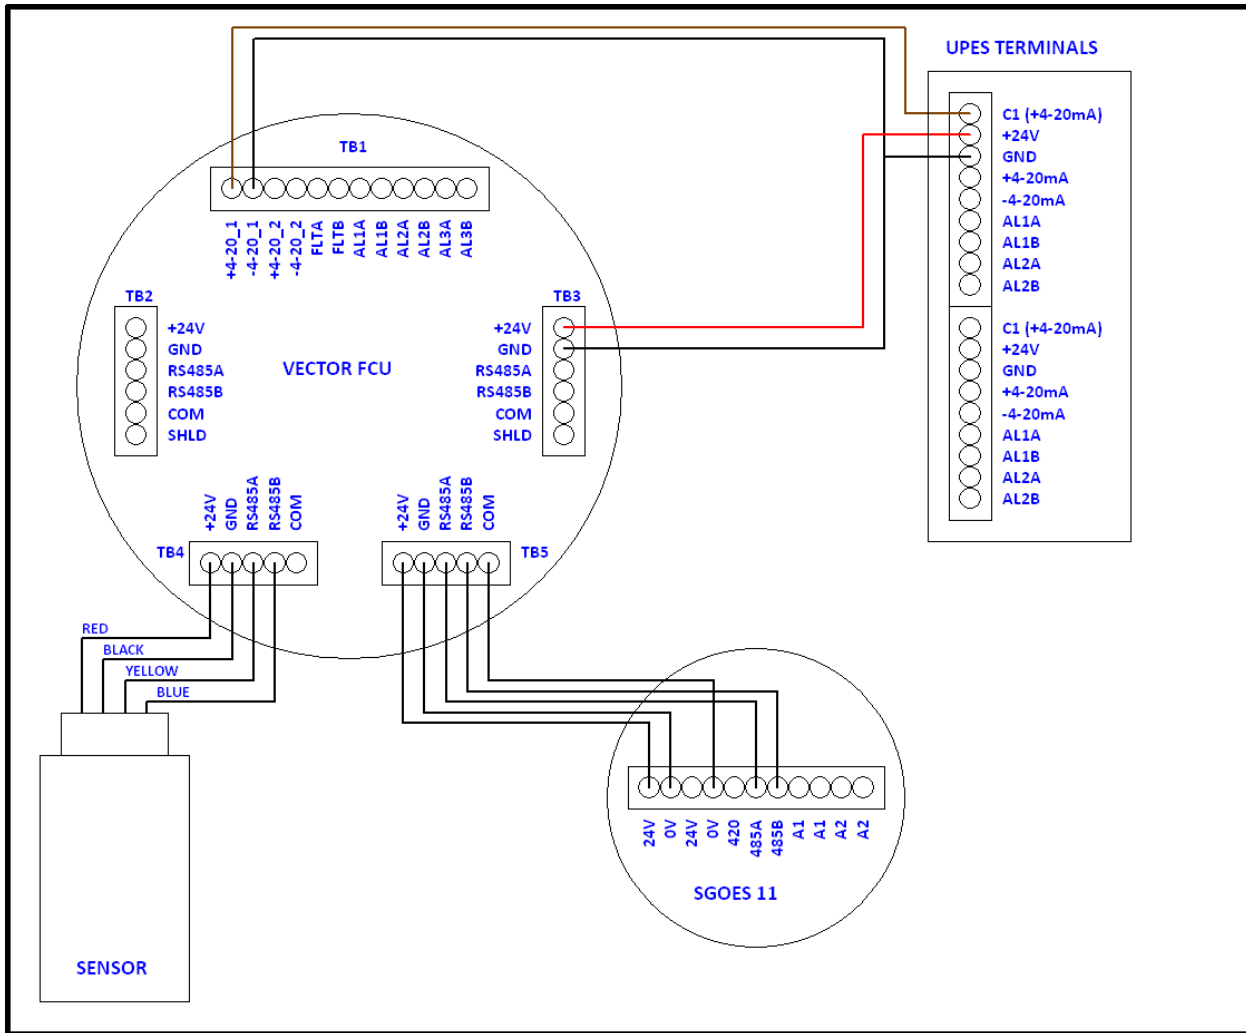 UPES TERMINALS
C1 (+4-20mA)
+24V
GND
+4-20mA
-4-20mA
AL1A
AL1B
AL2A
AL2B
C1 (+4-20mA)
+24V
GND
+4-20mA
-4-20mA
AL1A
AL1B
AL2A
AL2B
TB1
+4-20_1
-4-20_1
+4-20_2
-4-20_2
FLTA
FLTB
AL1A
AL1B
AL2A
AL2B
AL3A
AL3B
TB2
+24V
GND
RS485A
RS485B
COM
SHLD
VECTOR FCU
TB3
+24V
GND
RS485A
RS485B
COM
SHLD
TB4
+24V
GND
RS485A
RS485B
COM
TB5
+24V
GND
RS485A
RS485B
COM
RED
BLACK
YELLOW
BLUE
SENSOR
24V
0V
24V
0V
420
485A
485B
A1
A1
A2
A2
SGOES 11